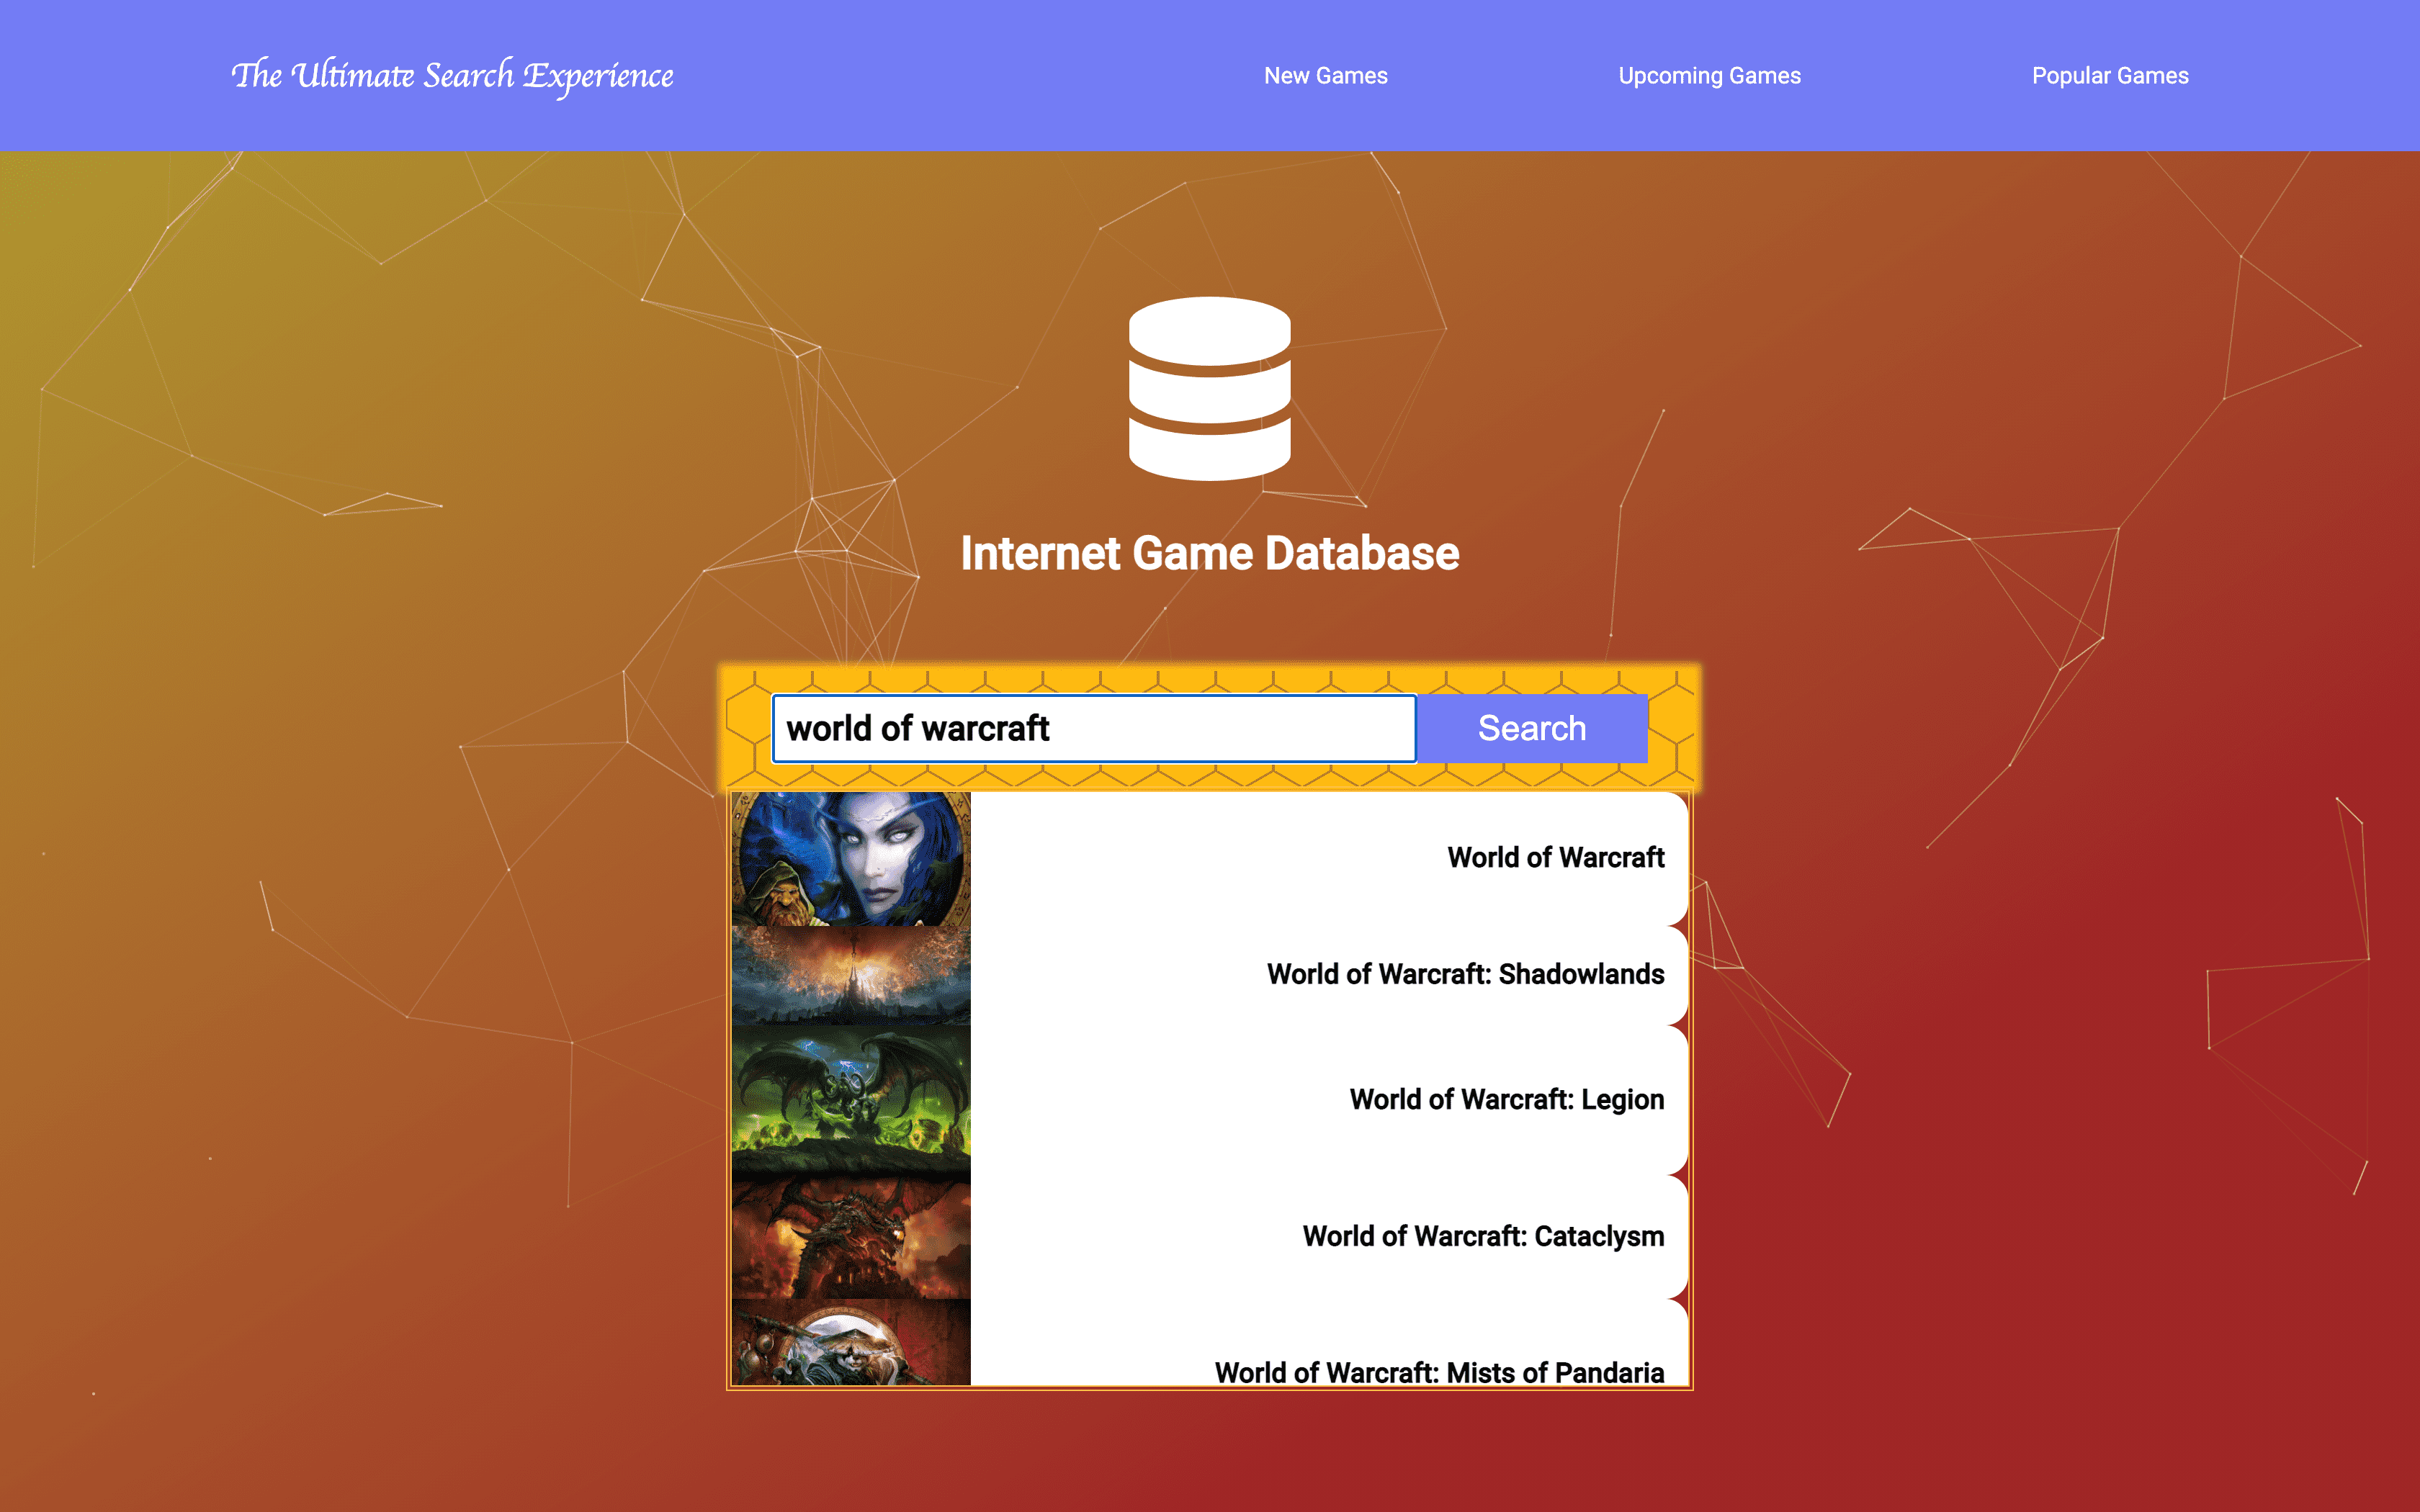 The Ultimate Search Experience
New Games
Upcoming Games
Popular Games
Internet Game Database
world of warcraft
Search
World of Warcraft
World of Warcraft: Shadowlands
World of Warcraft: Legion
World of Warcraft: Cataclysm
World of Warcraft: Mists of Pandaria